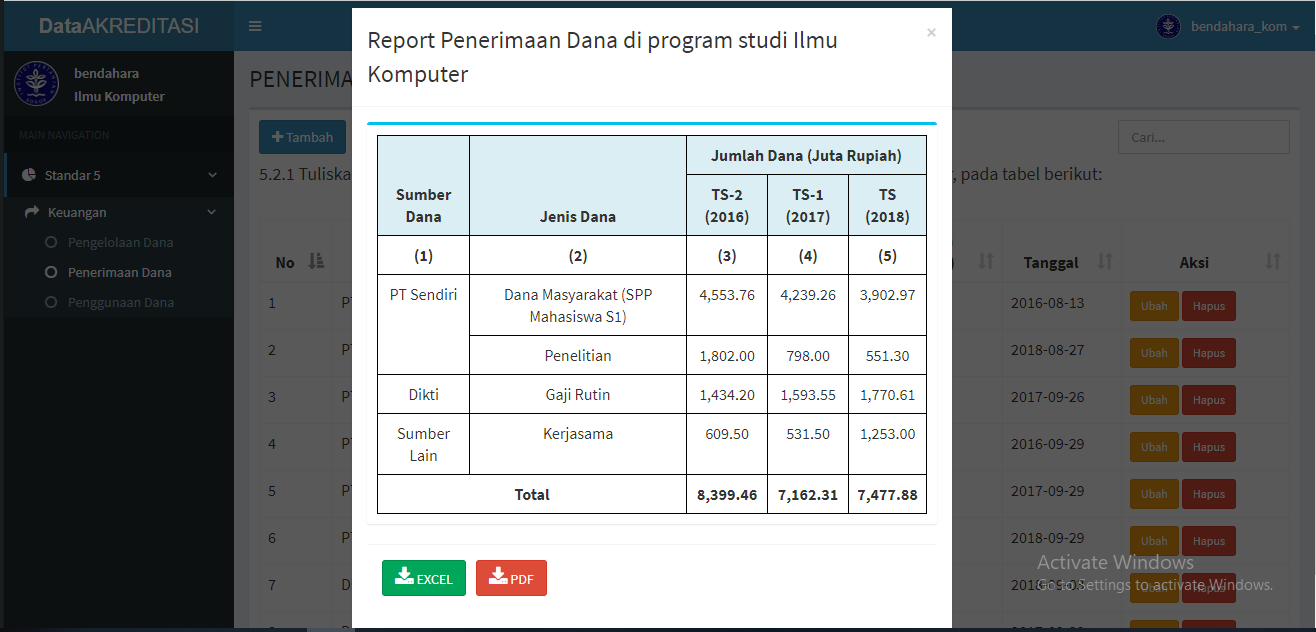 DataAKREDITASI
bendahara_kom
bendahara
Ilmu Komputer
MAIN NAVIGATION
Standar 5
Keuangan
Pengelolaan Dana
Penerimaan Dana
Penggunaan Dana
PENERIMA
Tambah
Cari...
5.2.1 Tuliska
, pada tabel berikut:
No
Tanggal
Aksi
1
2016-08-13
Ubah
Hapus
2
2018-08-27
Ubah
Hapus
3
2017-09-26
Ubah
Hapus
4
2016-09-29
Ubah
Hapus
5
2017-09-29
Ubah
Hapus
6
2018-09-29
Ubah
Hapus
7
Ubah
Hapus
Report Penerimaan Dana di program studi Ilmu
Komputer
×
Sumber
Dana
Jenis Dana
Jumlah Dana (Juta Rupiah)
TS-2
(2016)
TS-1
(2017)
TS
(2018)
(1) (2) (3) (4) (5)
PT Sendiri
Dana Masyarakat (SPP
Mahasiswa S1)
4,553.76 4,239.26 3,902.97
Penelitian 1,802.00 798.00 551.30
Dikti Gaji Rutin 1,434.20 1,593.55 1,770.61
Sumber
Lain
Kerjasama 609.50 531.50 1,253.00
Total 8,399.46 7,162.31 7,477.88
EXCEL
PDF
Activate Windows
Go to Settings to activate Windows.